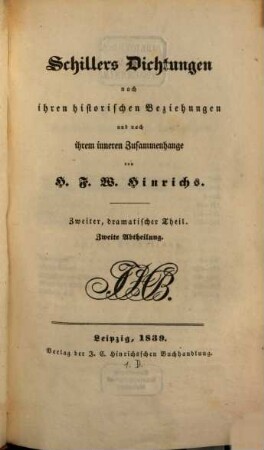 Schillers Dichtungen
nach
ihren historischen Beziehungen
und nach
ihrem inneren Zusammenhange
von
H. F. W. Hinrichs.
Zweiter, dramatischer Theil.
Zweite Abtheilung.
Leipzig, 1839.
Verlag der J. C. Hinrichsschen Buchhandlung.